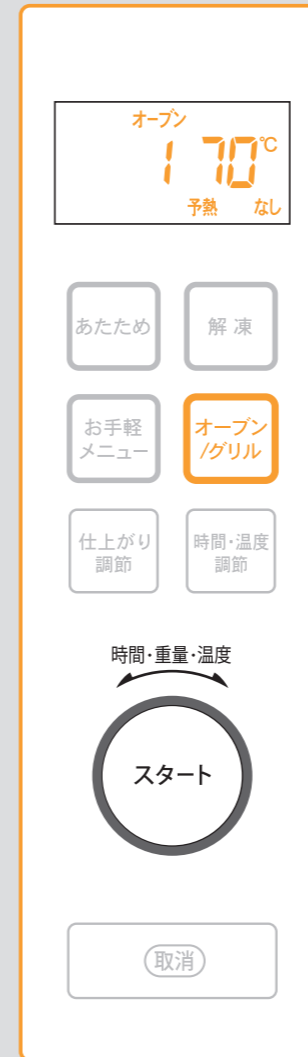 オーブン
170℃
予熱 なし
あたため
解凍
お手軽
メニュー
オーブン
/グリル
仕上がり
調節
時間・温度
調節
時間・重量・温度
スタート
取消